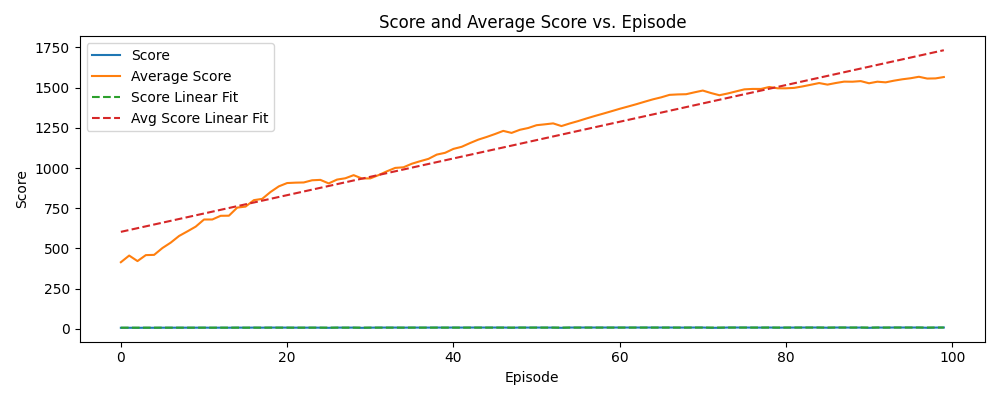 Score and Average Score vs. Episode
Score
Average Score
Score Linear Fit
Avg Score Linear Fit
Score
1750
1500
1250
1000
750
500
250
0
0 20 40 60 80 100
Episode